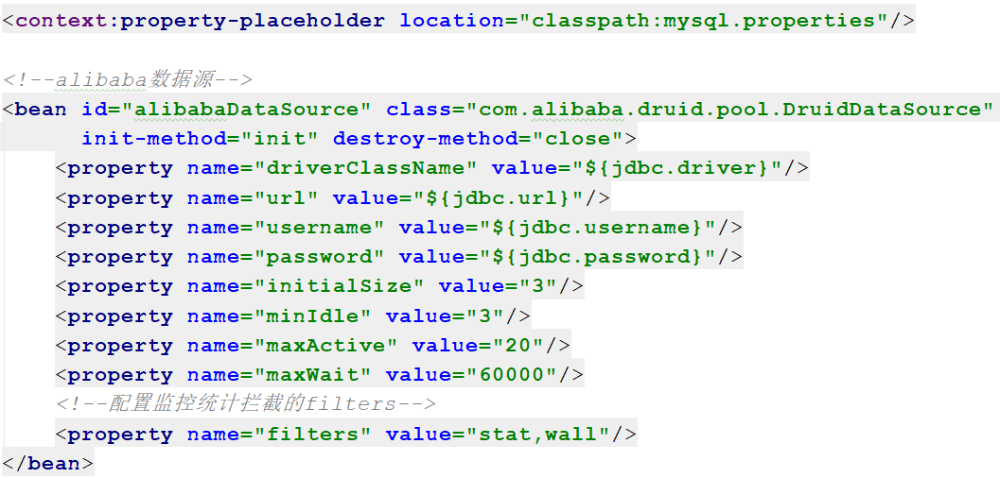 <context:property-placeholder location="classpath:mysql.properties"/>
<!--alibaba数据源-->
<bean id="alibabaDataSource" class="com.alibaba.druid.pool.DruidDataSource"
init-method="init" destroy-method="close">
<property name="driverClassName" value="${jdbc.driver}"/>
<property name="url" value="${jdbc.url}"/>
<property name="username" value="${jdbc.username}"/>
<property name="password" value="${jdbc.password}"/>
<property name="initialSize" value="3"/>
<property name="minIdle" value="3"/>
<property name="maxActive" value="20"/>
<property name="maxWait" value="60000"/>
<!--配置监控统计拦截的filters-->
<property name="filters" value="stat,wall"/>
</bean>